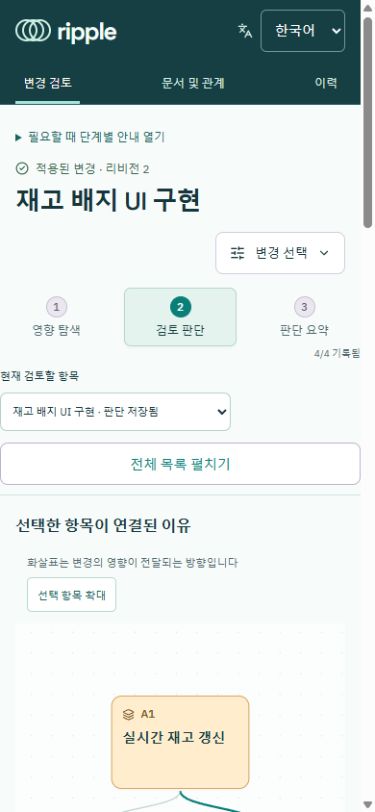 ripple
한국어
변경 검토
문서 및 관계
이력
▶ 필요할 때 단계별 안내 열기
적용된 변경 · 리비전 2
재고 배지 UI 구현
변경 선택
1
2
3
영향 탐색
검토 판단
판단 요약
4/4 기록됨
현재 검토할 항목
재고 배지 UI 구현 · 판단 저장됨
전체 목록 펼치기
선택한 항목이 연결된 이유
화살표는 변경의 영향이 전달되는 방향입니다
선택 항목 확대
A1
실시간 재고 갱신